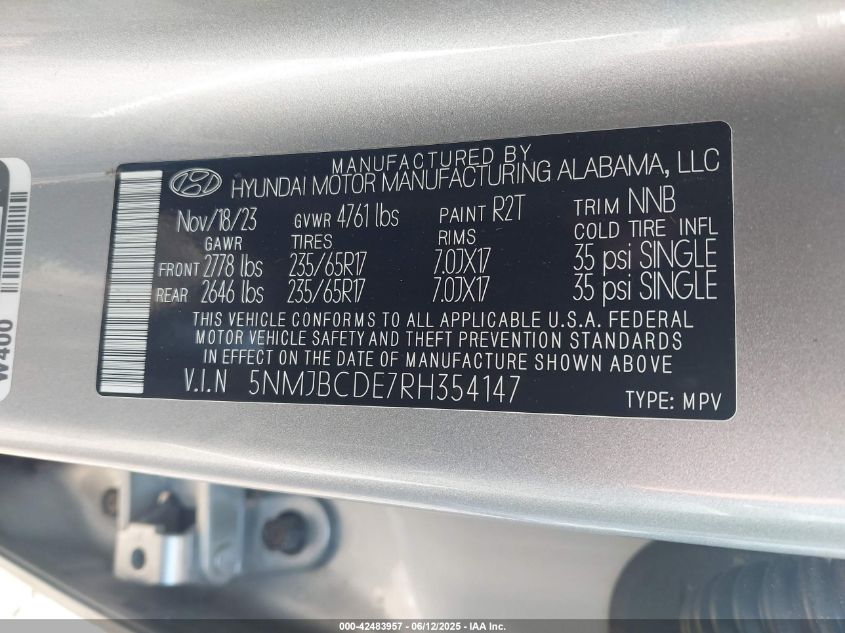 MANUFACTURED BY
HYUNDAI MOTOR MANUFACTURING ALABAMA, LLC
Nov/18/23 GVWR 4761 lbs PAINT R2T TRIM NNB
GAWR TIRES RIMS COLD TIRE INFL
FRONT 2778 lbs 235/65R17 7.0JX17 35 psi SINGLE
REAR 2646 lbs 235/65R17 7.0JX17 35 psi SINGLE
THIS VEHICLE CONFORMS TO ALL APPLICABLE U.S.A. FEDERAL
MOTOR VEHICLE SAFETY AND THEFT PREVENTION STANDARDS
IN EFFECT ON THE DATE OF MANUFACTURE SHOWN ABOVE
V.I.N 5NMJBCDE7RH354147
TYPE: MPV
W400
000-42483957 - 06/12/2025 - IAA Inc.